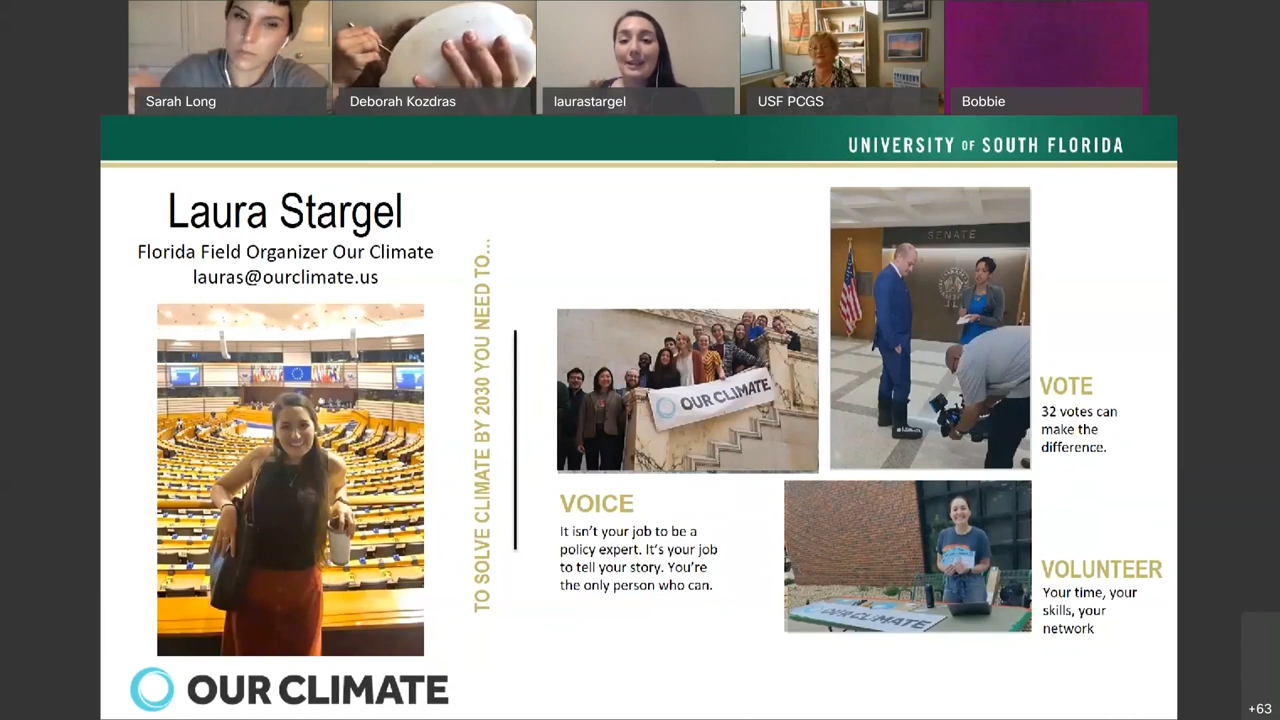 Sarah Long
Deborah Kozdras
laurastargel
USF PCGS
Bobbie
UNIVERSITY OF SOUTH FLORIDA
Laura Stargel
Florida Field Organizer Our Climate
lauras@ourclimate.us
TO SOLVE CLIMATE BY 2030 YOU NEED TO...
OUR CLIMATE
VOICE
It isn't your job to be a
policy expert. It's your job
to tell your story. You're
the only person who can.
SENATE
VOTE
32 votes can
make the
difference.
OUR CLIMATE
VOLUNTEER
Your time, your
skills, your
network
OUR CLIMATE
+63